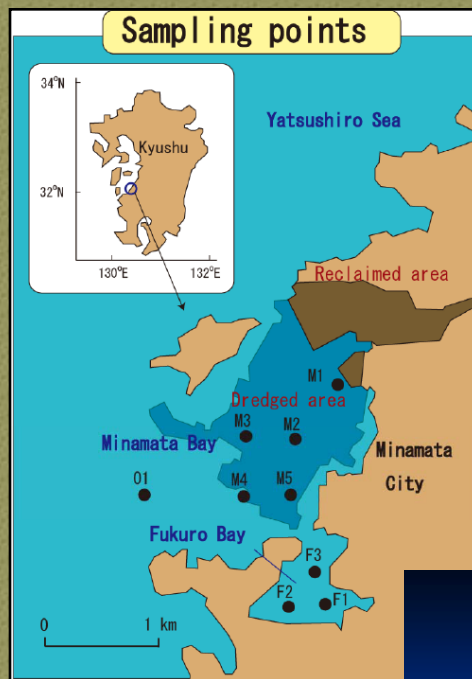 Sampling points
34°N
Yatsushiro Sea
Kyushu
32°N
130°E
132°E
Reclaimed area
M1
Dredged area
M3
M2
Minamata Bay
Minamata
City
O1
M4
M5
Fukuro Bay
F3
F2
F1
0
1 km